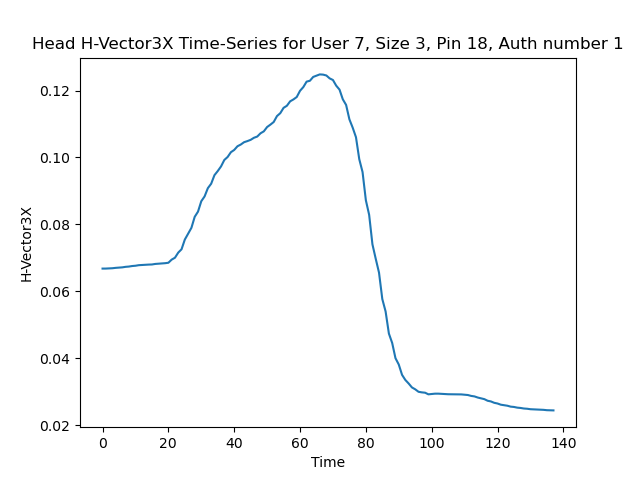 Head H-Vector3X Time-Series for User 7, Size 3, Pin 18, Auth number 1
0.12
0.10
0.08
0.06
0.04
0.02
H-Vector3X
0 20 40 60 80 100 120 140
Time